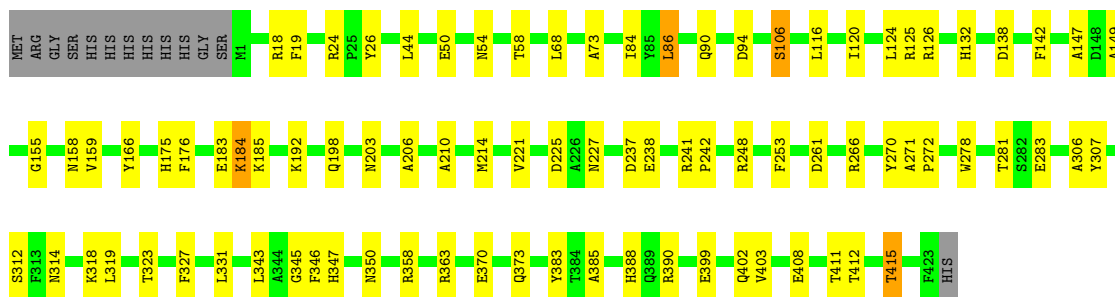 MET ARG GLY SER HIS HIS HIS HIS HIS HIS GLY SER M1 R18 F19 R24 P25 Y26 L44 E50 N54 T58 L68 A73 I84 Y85 L86 Q90 D94 S106 L116 I120 L124 R125 R126 H132 D138 F142 A147 D148 A149
G155 N158 V159 Y166 H175 F176 E183 K184 K185 K192 Q198 N203 A206 A210 M214 V221 D225 A226 N227 D237 E238 R241 P242 R248 F253 D261 R266 Y270 A271 P272 W278 T281 S282 E283 A306 Y307
S312 F313 N314 K318 L319 T323 F327 L331 L343 A344 G345 F346 H347 N350 R358 R363 E370 Q373 Y383 T384 A385 H388 Q389 R390 E399 Q402 V403 E408 T411 T412 T415 F423 HIS